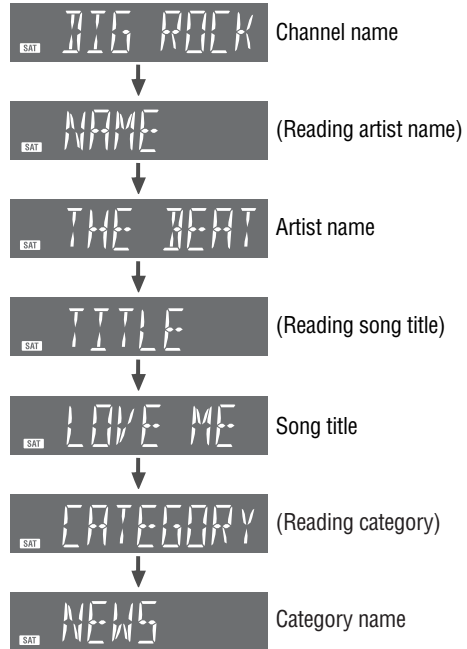 SAT BIG ROCK Channel name
SAT NAME (Reading artist name)
SAT THE BEAT Artist name
SAT TITLE (Reading song title)
SAT LOVE ME Song title
SAT CATEGORY (Reading category)
SAT NEWS Category name